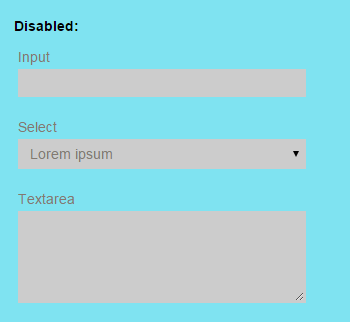 Disabled:
Input
Select
Lorem ipsum
Textarea